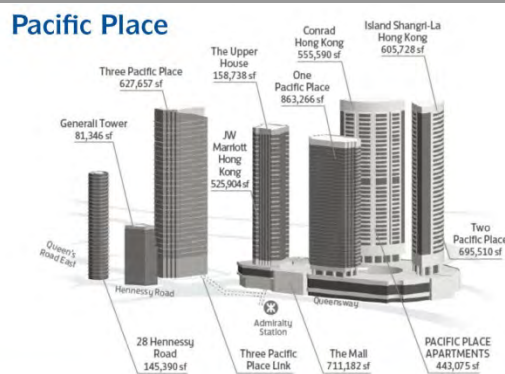 Pacific Place
Conrad
Hong Kong
555,590 sf
Island Shangri-La
Hong Kong
605,728 sf
The Upper
House
158,738 sf
Three Pacific Place
627,657 sf
One
Pacific Place
863,266 sf
Generali Tower
81,346 sf
JW
Marriott
Hong
Kong
525,904 sf
Two
Pacific Place
695,510 sf
Queen's
Road East
Hennessy Road
Queensway
Admiralty
Station
28 Hennessy
Road
145,390 sf
Three Pacific
Place Link
The Mall
711,182 sf
PACIFIC PLACE
APARTMENTS
443,075 sf